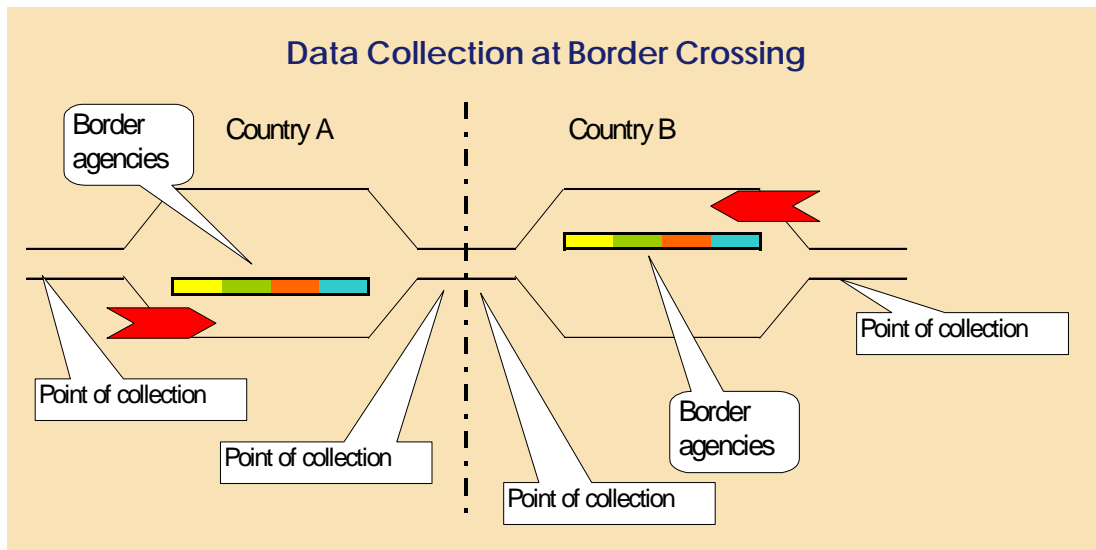 Data Collection at Border Crossing
Border
agencies
Country A
Country B
Point of collection
Point of collection
Point of collection
Point of collection
Border
agencies